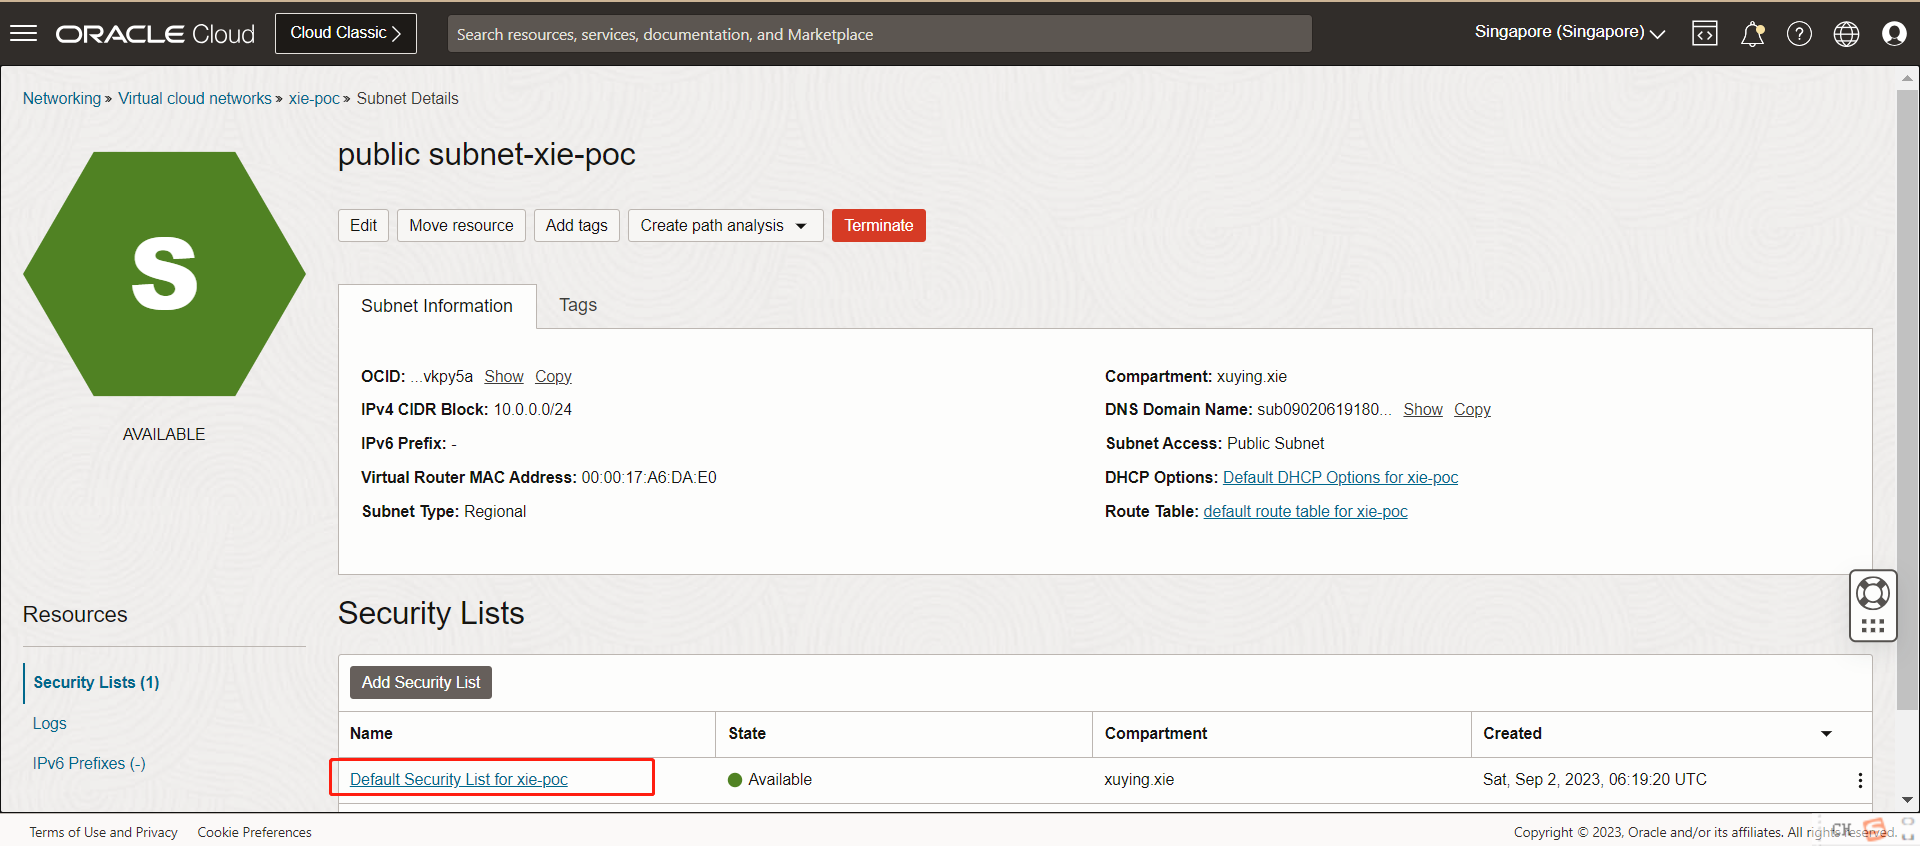 ORACLE Cloud
Cloud Classic
Search resources, services, documentation, and Marketplace
Singapore (Singapore)
Networking » Virtual cloud networks » xie-poc » Subnet Details
S
AVAILABLE
public subnet-xie-poc
Edit
Move resource
Add tags
Create path analysis
Terminate
Subnet Information
Tags
OCID: ...vkpy5a Show Copy
IPv4 CIDR Block: 10.0.0.0/24
IPv6 Prefix: -
Virtual Router MAC Address: 00:00:17:A6:DA:E0
Subnet Type: Regional
Compartment: xuying.xie
DNS Domain Name: sub09020619180... Show Copy
Subnet Access: Public Subnet
DHCP Options: Default DHCP Options for xie-poc
Route Table: default route table for xie-poc
Resources
Security Lists (1)
Logs
IPv6 Prefixes (-)
Security Lists
Add Security List
Name State Compartment Created
Default Security List for xie-poc Available xuying.xie Sat, Sep 2, 2023, 06:19:20 UTC
Terms of Use and Privacy Cookie Preferences
Copyright © 2023, Oracle and/or its affiliates. All rights reserved.